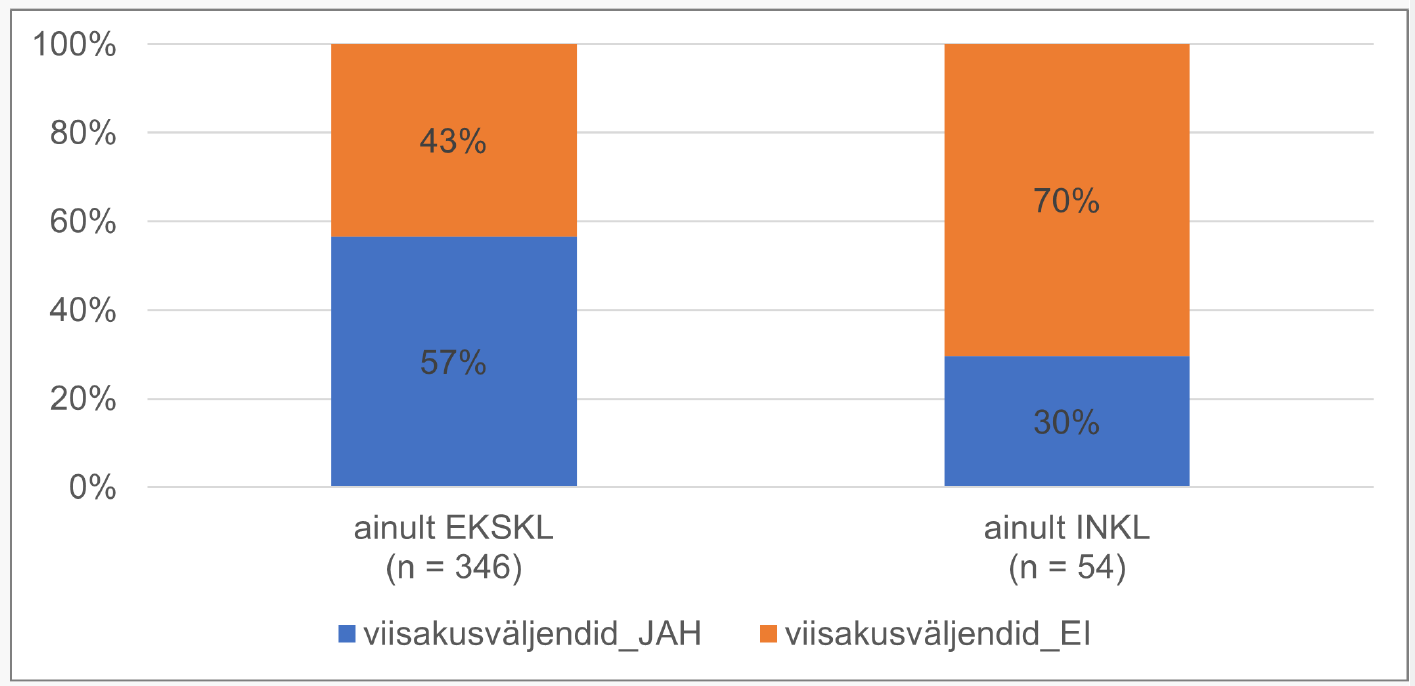 100%
80%
60%
40%
20%
0%
43%
57%
70%
30%
ainult EKSKL
(n = 346)
ainult INKL
(n = 54)
viisakusväljendid_JAH
viisakusväljendid_EI